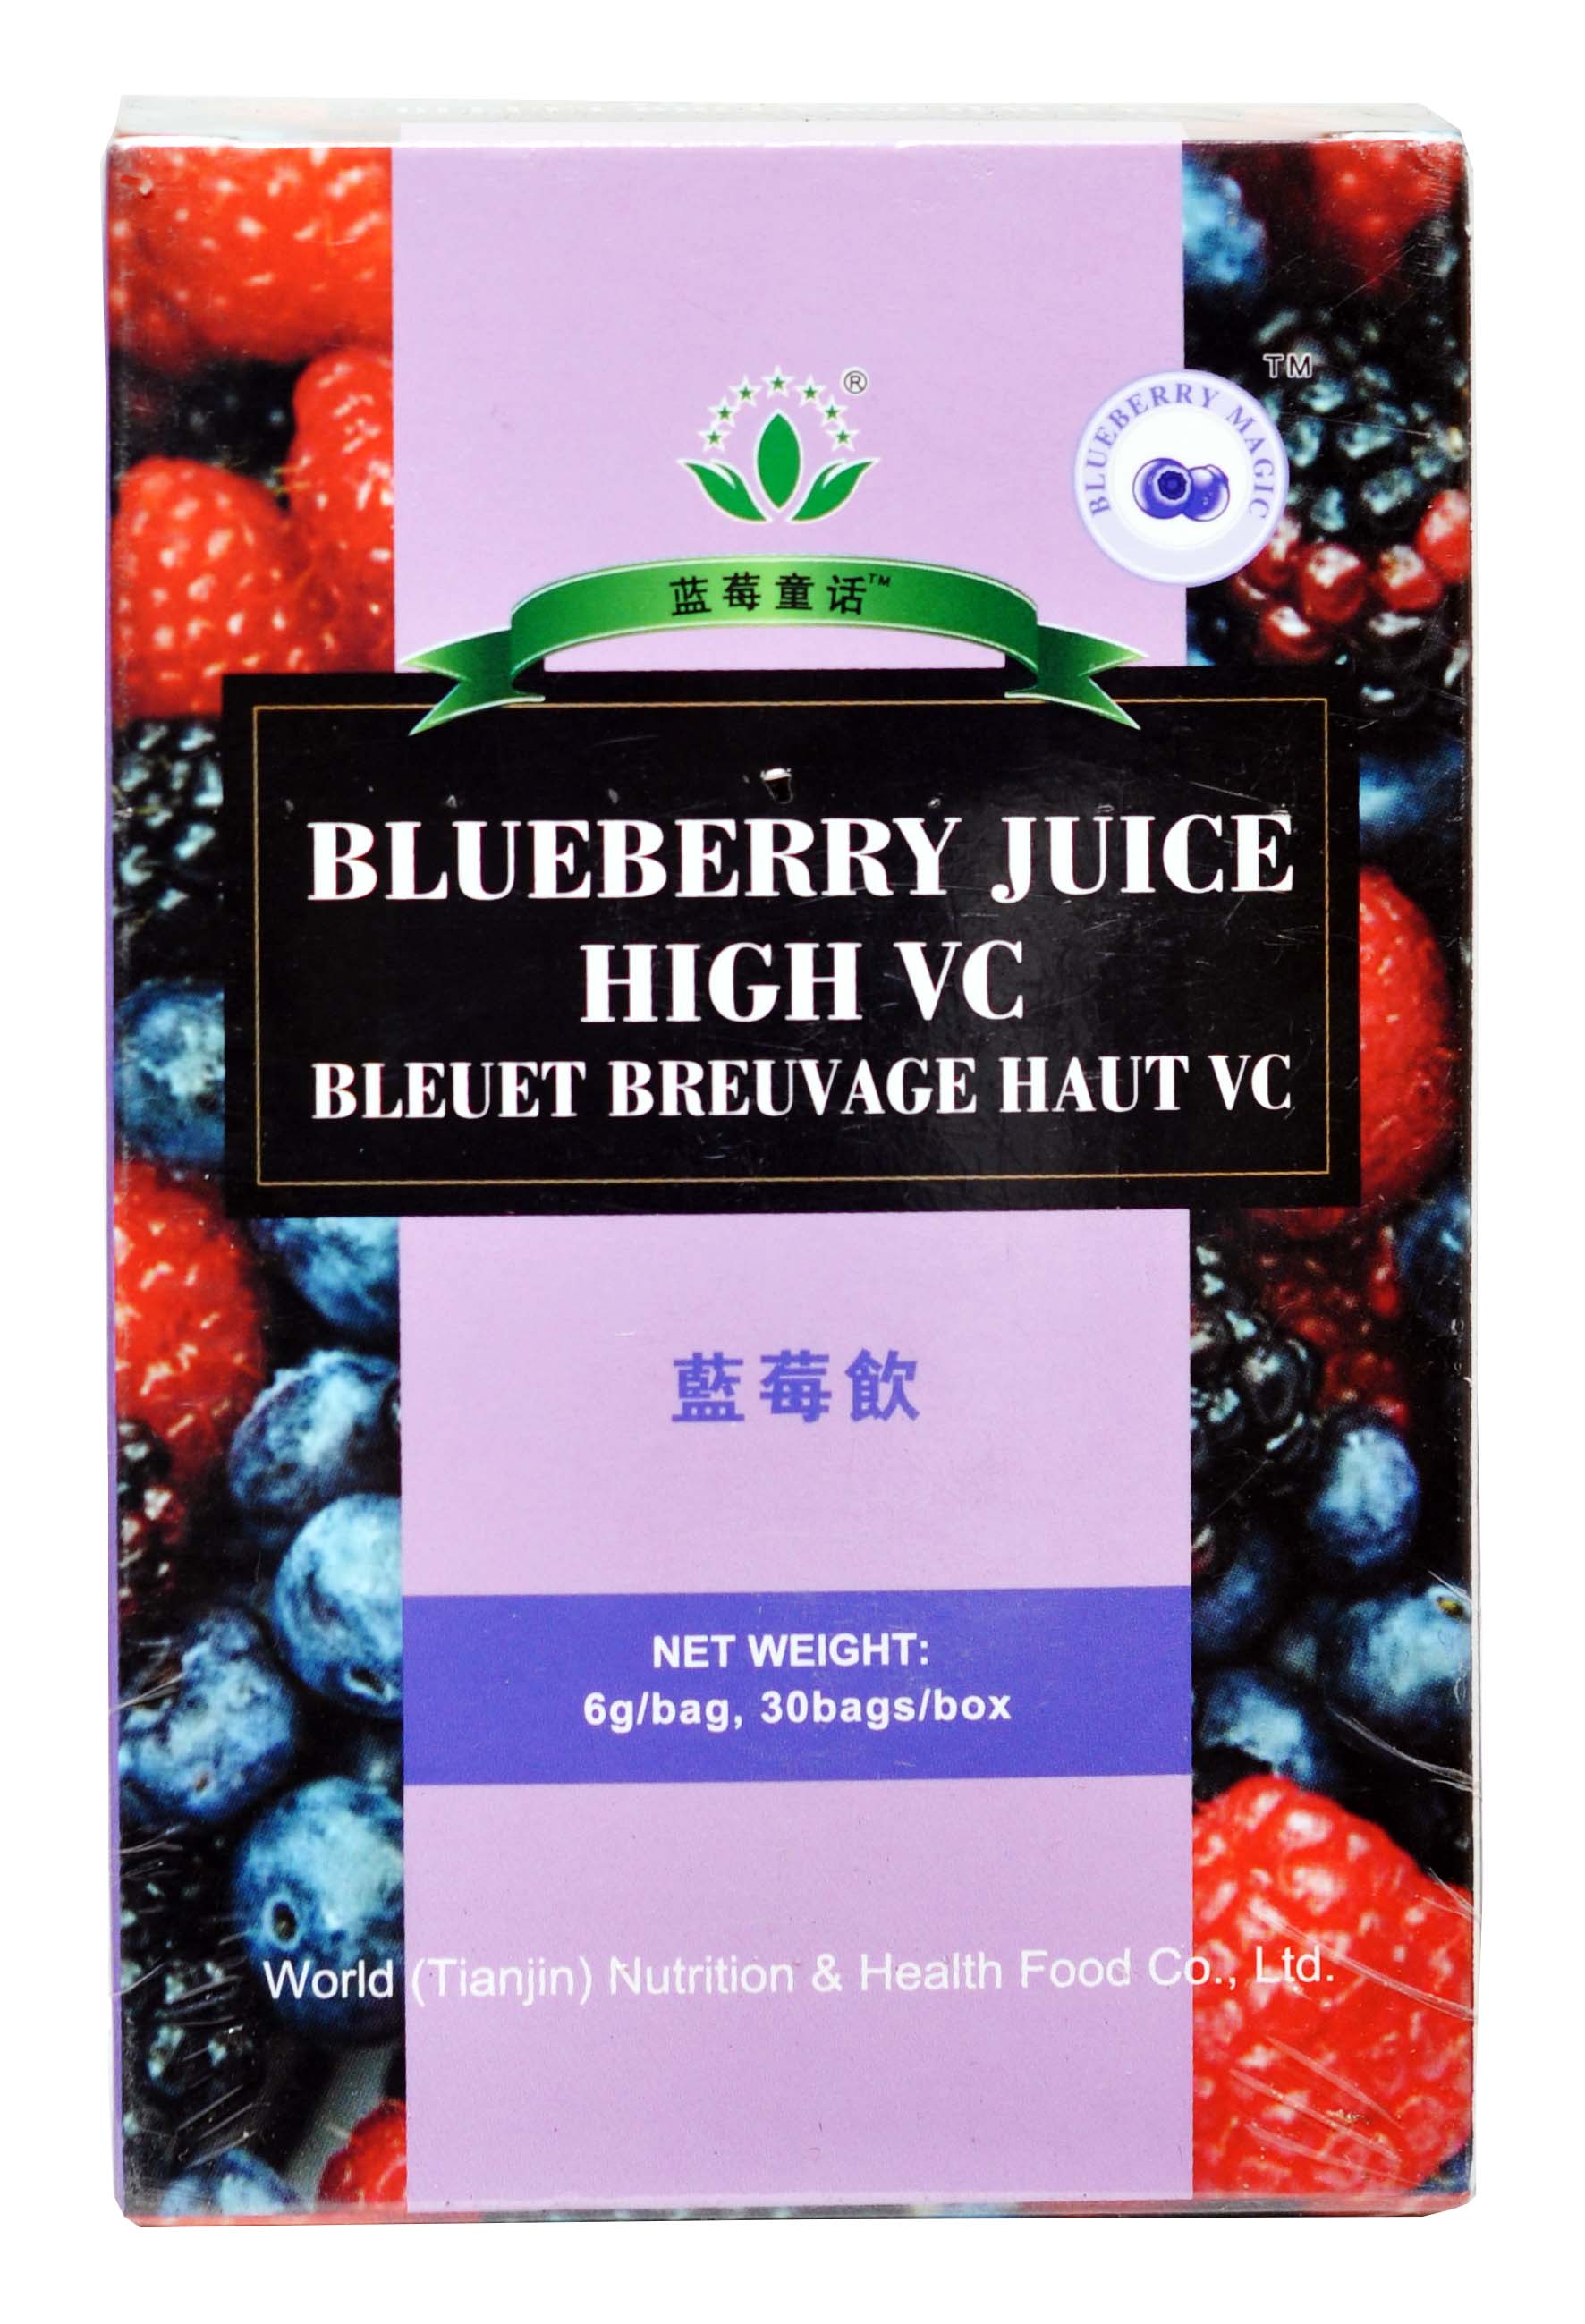 ®
TM
BLUEBERRY MAGIC
蓝莓童话™
BLUEBERRY JUICE
HIGH VC
BLEUET BREUVAGE HAUT VC
藍莓飲
NET WEIGHT:
6g/bag, 30bags/box
World (Tianjin) Nutrition & Health Food Co., Ltd.